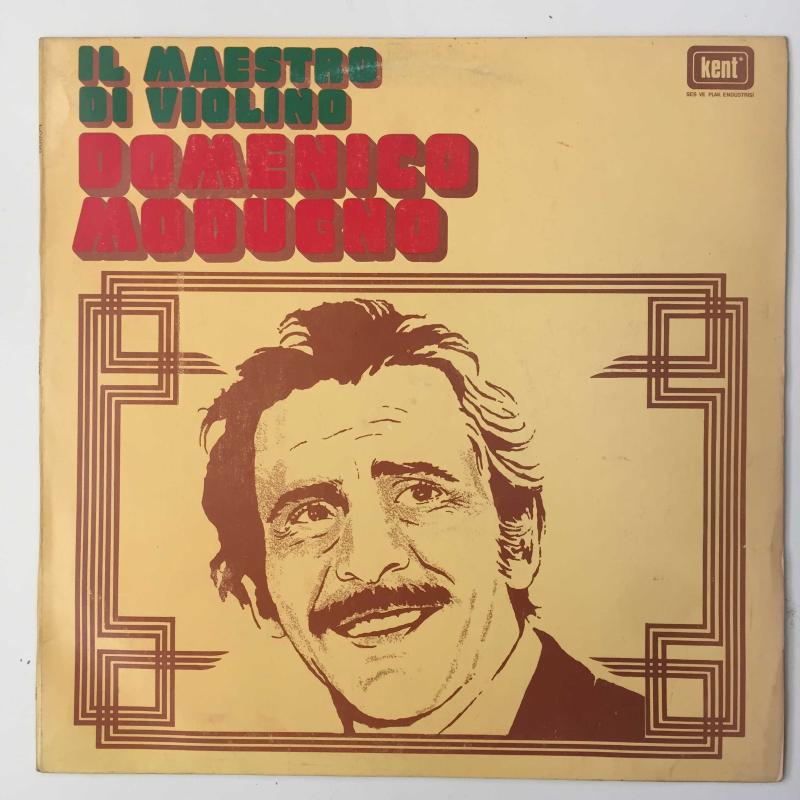 IL MAESTRO
DI VIOLINO
DOMENICO
MODUGNO
kent
SES VE PLAK ENDÜSTRİSİ